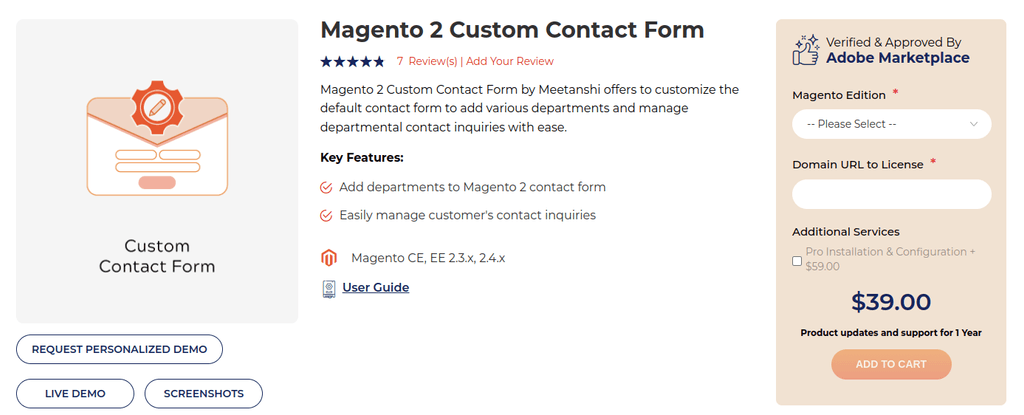 Custom
Contact Form
REQUEST PERSONALIZED DEMO
LIVE DEMO
SCREENSHOTS
Magento 2 Custom Contact Form
7 Review(s) | Add Your Review
Magento 2 Custom Contact Form by Meetanshi offers to customize the
default contact form to add various departments and manage
departmental contact inquiries with ease.
Key Features:
Add departments to Magento 2 contact form
Easily manage customer's contact inquiries
Magento CE, EE 2.3.x, 2.4.x
User Guide
Verified & Approved By
Adobe Marketplace
Magento Edition *
-- Please Select --
Domain URL to License *
Additional Services
Pro Installation & Configuration +
$59.00
$39.00
Product updates and support for 1 Year
ADD TO CART